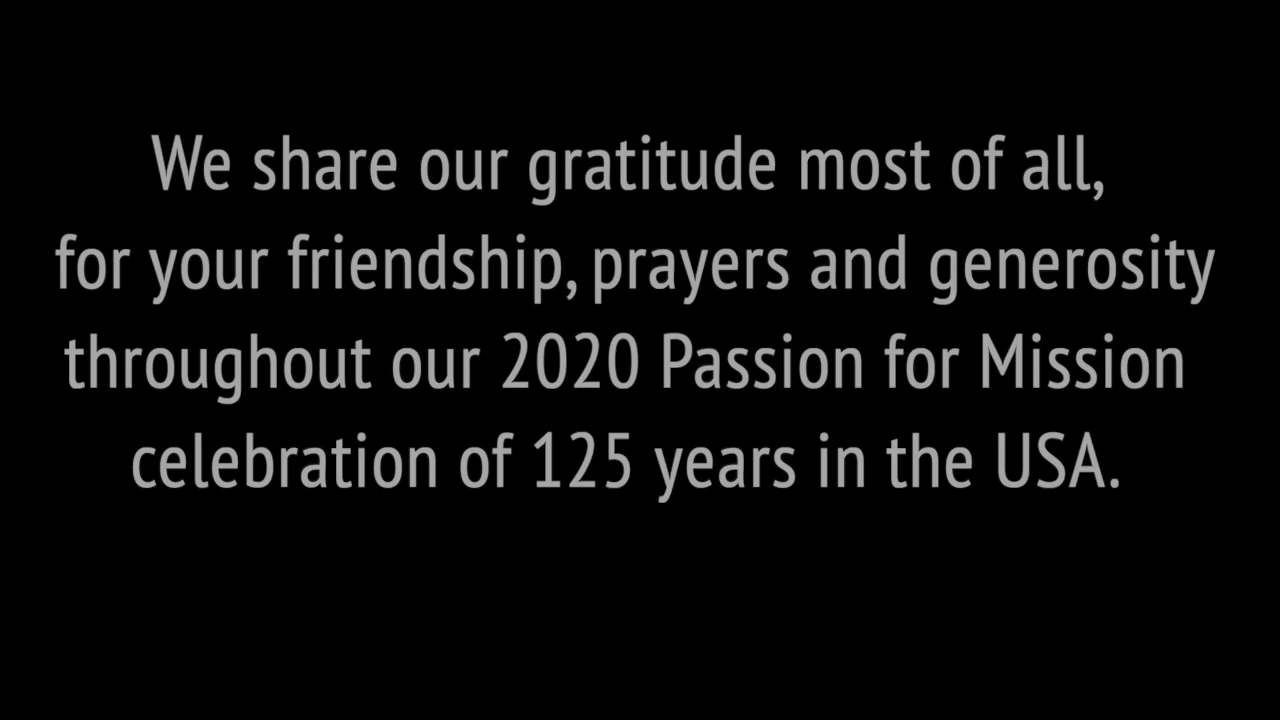 We share our gratitude most of all,
for your friendship, prayers and generosity
throughout our 2020 Passion for Mission
celebration of 125 years in the USA.